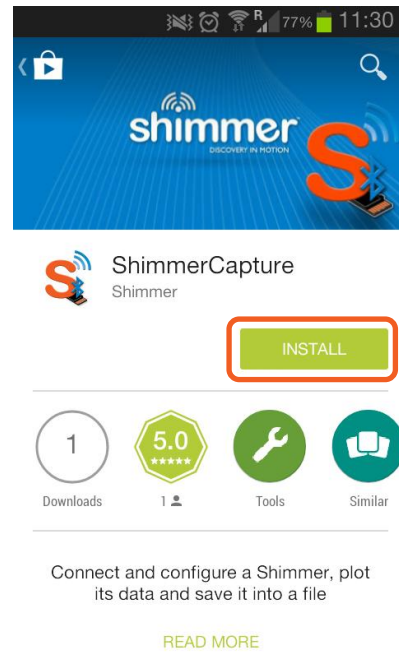 R 77% 11:30
shimmer
DISCOVERY IN MOTION
S
ShimmerCapture
Shimmer
INSTALL
1
5.0
Downloads
1
Tools
Similar
Connect and configure a Shimmer, plot
its data and save it into a file
READ MORE